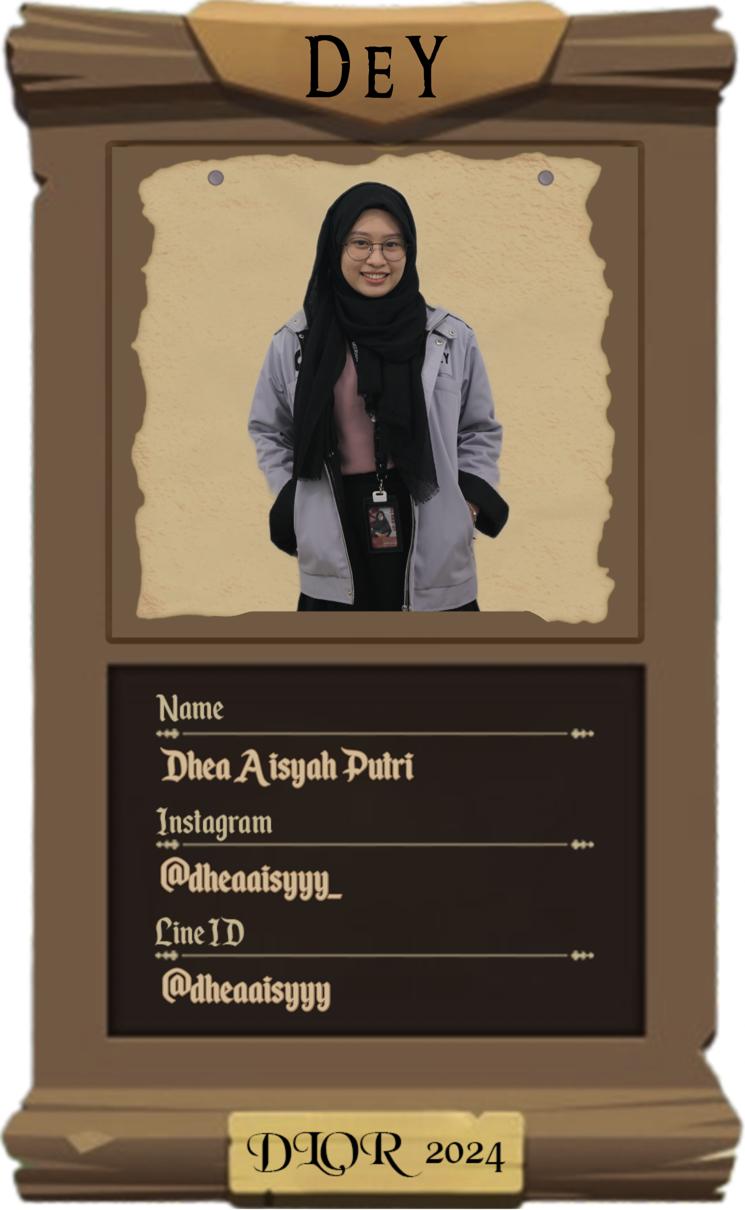 DEY
Name
Dhea Aisyah Putri
Instagram
@dheaaisyyy_
Line ID
@dheaaisyyy
DLOR 2024